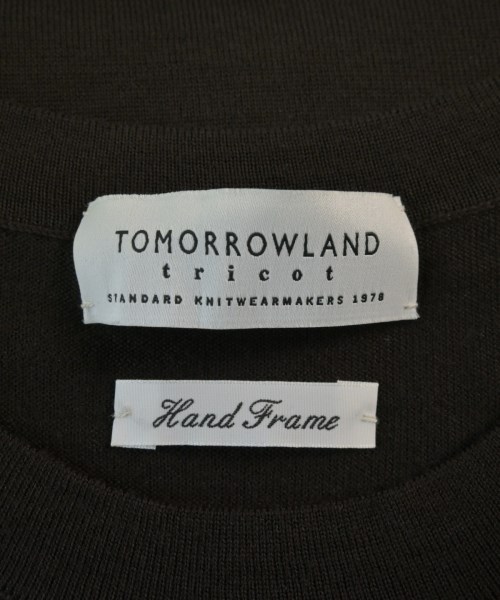 TOMORROWLAND
tricot
STANDARD KNITWEARMAKERS 1978
Hand Frame